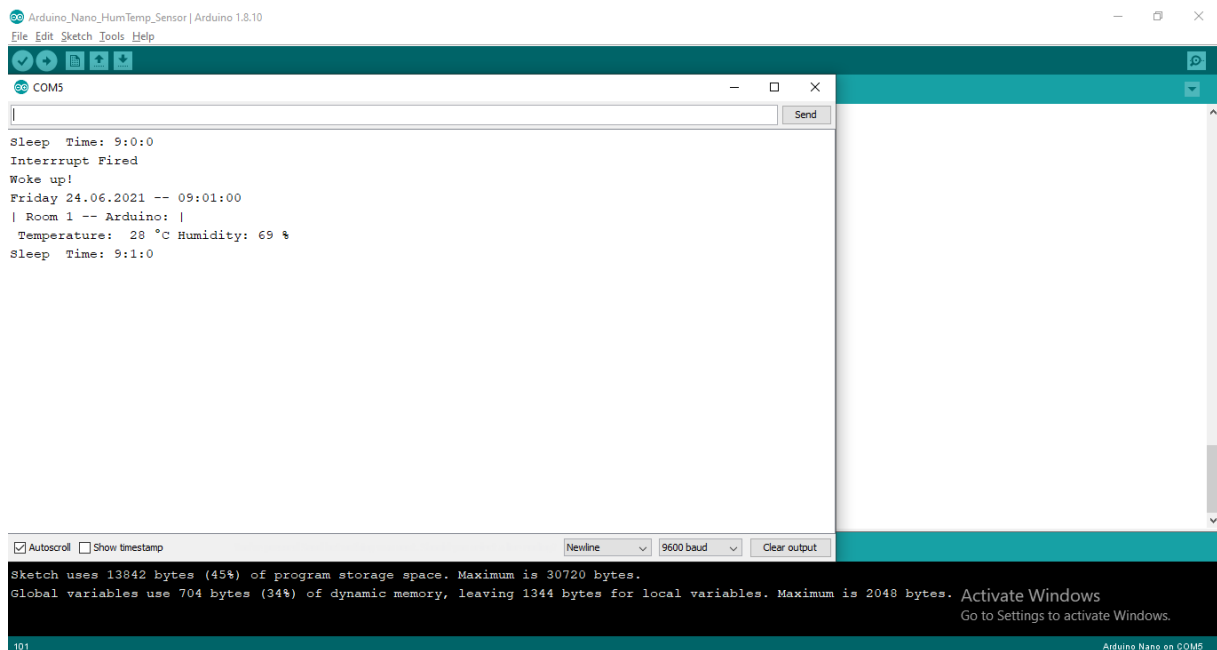 Arduino_Nano_HumTemp_Sensor | Arduino 1.8.10
File Edit Sketch Tools Help
COM5
Send
Sleep  Time: 9:0:0
Interrrupt Fired
Woke up!
Friday 24.06.2021 -- 09:01:00
| Room 1 -- Arduino: |
 Temperature:  28 °C Humidity: 69 %
Sleep  Time: 9:1:0
Autoscroll Show timestamp Newline 9600 baud Clear output
Sketch uses 13842 bytes (45%) of program storage space. Maximum is 30720 bytes.
Global variables use 704 bytes (34%) of dynamic memory, leaving 1344 bytes for local variables. Maximum is 2048 bytes.
Activate Windows
Go to Settings to activate Windows.
101 Arduino Nano on COM5